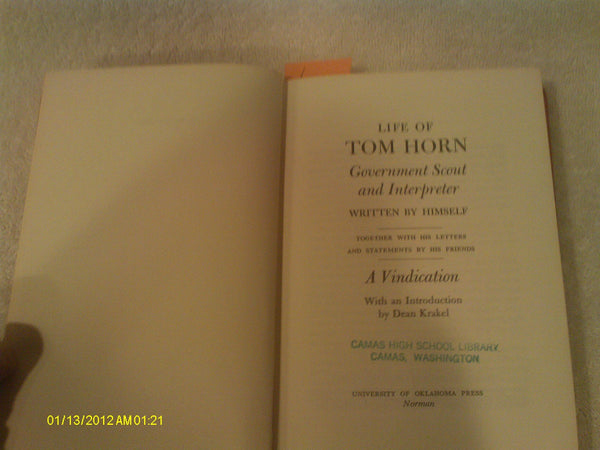 LIFE OF
TOM HORN
Government Scout
and Interpreter
WRITTEN BY HIMSELF
TOGETHER WITH HIS LETTERS
AND STATEMENTS BY HIS FRIENDS
A Vindication
With an Introduction
by Dean Krakel
CAMAS HIGH SCHOOL LIBRARY
CAMAS, WASHINGTON
UNIVERSITY OF OKLAHOMA PRESS
Norman
01/13/2012 AM 01:21